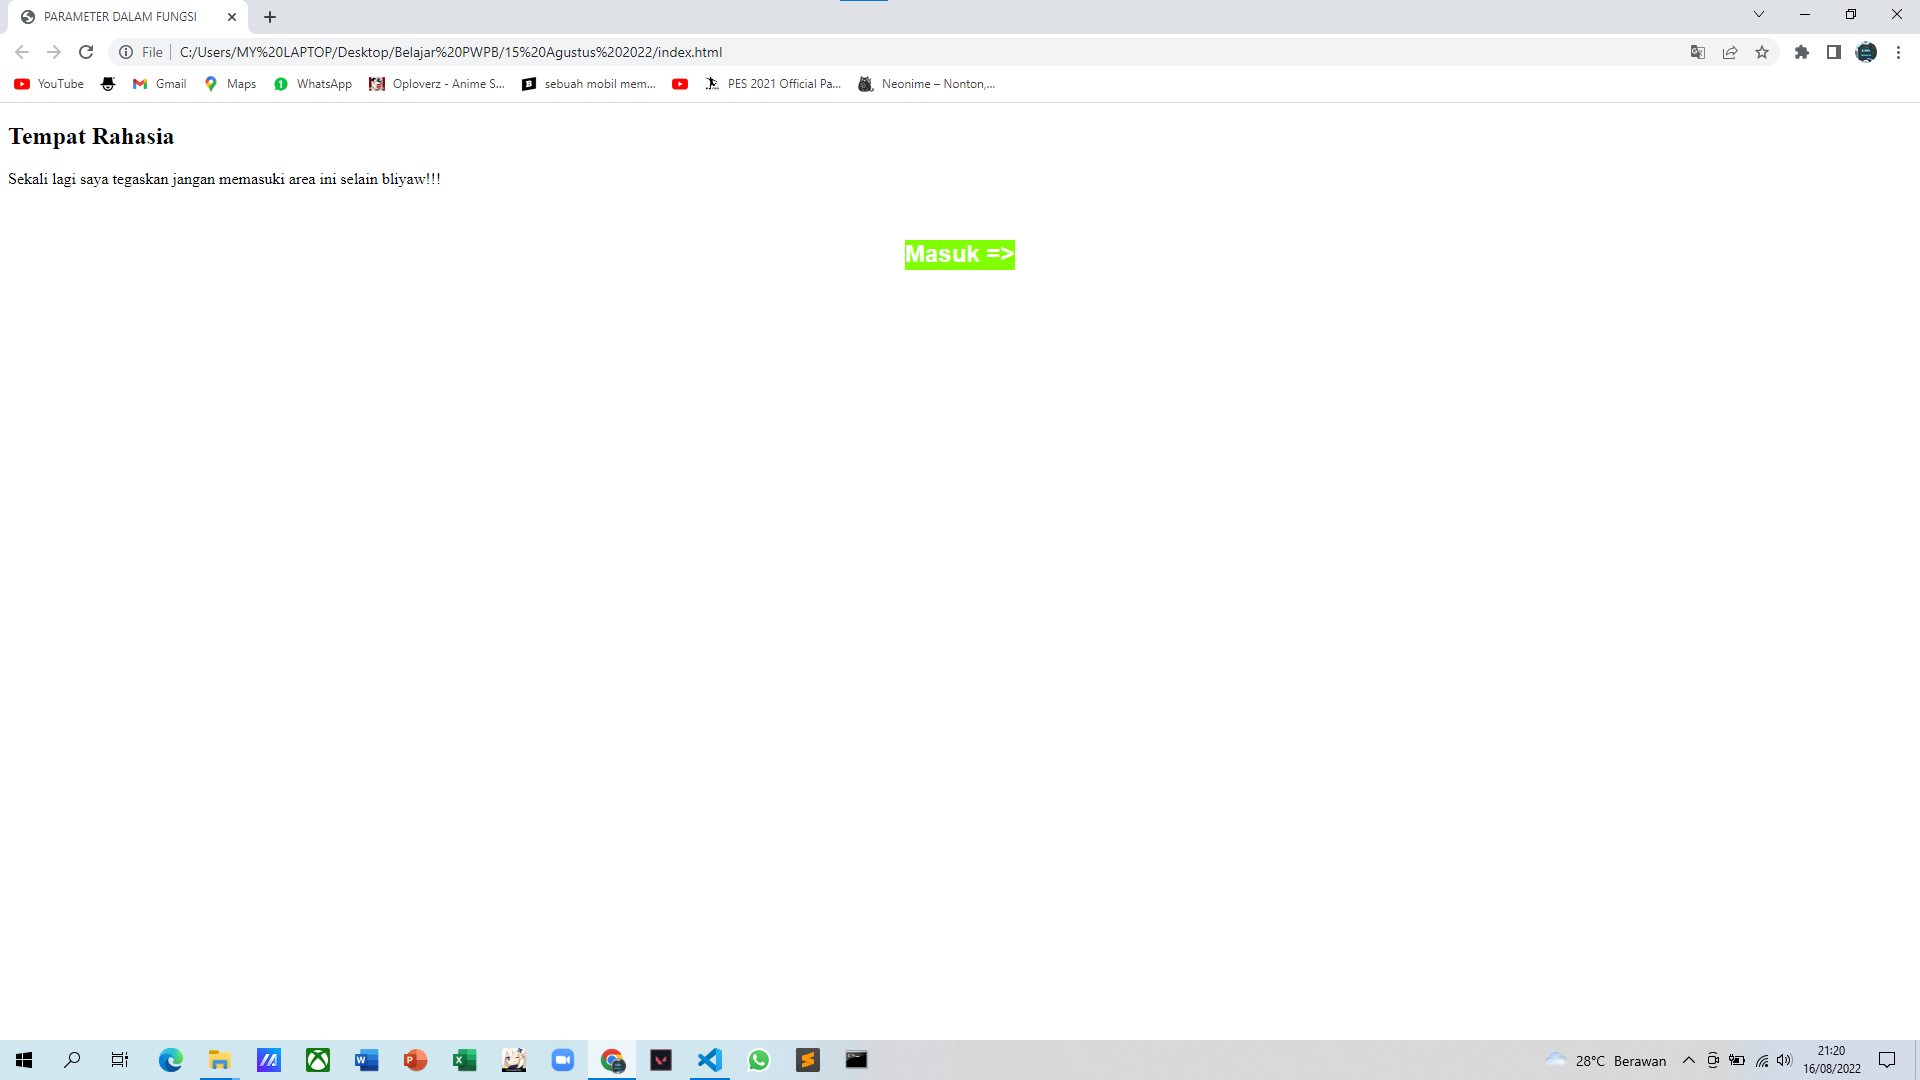 PARAMETER DALAM FUNGSI
File
C:/Users/MY%20LAPTOP/Desktop/Belajar%20PWPB/15%20Agustus%202022/index.html
YouTube Gmail Maps WhatsApp Oploverz - Anime S... sebuah mobil mem... PES 2021 Official Pa... Neonime – Nonton,...
Tempat Rahasia
Sekali lagi saya tegaskan jangan memasuki area ini selain bliyaw!!!
Masuk =>
28°C Berawan
21:20
16/08/2022